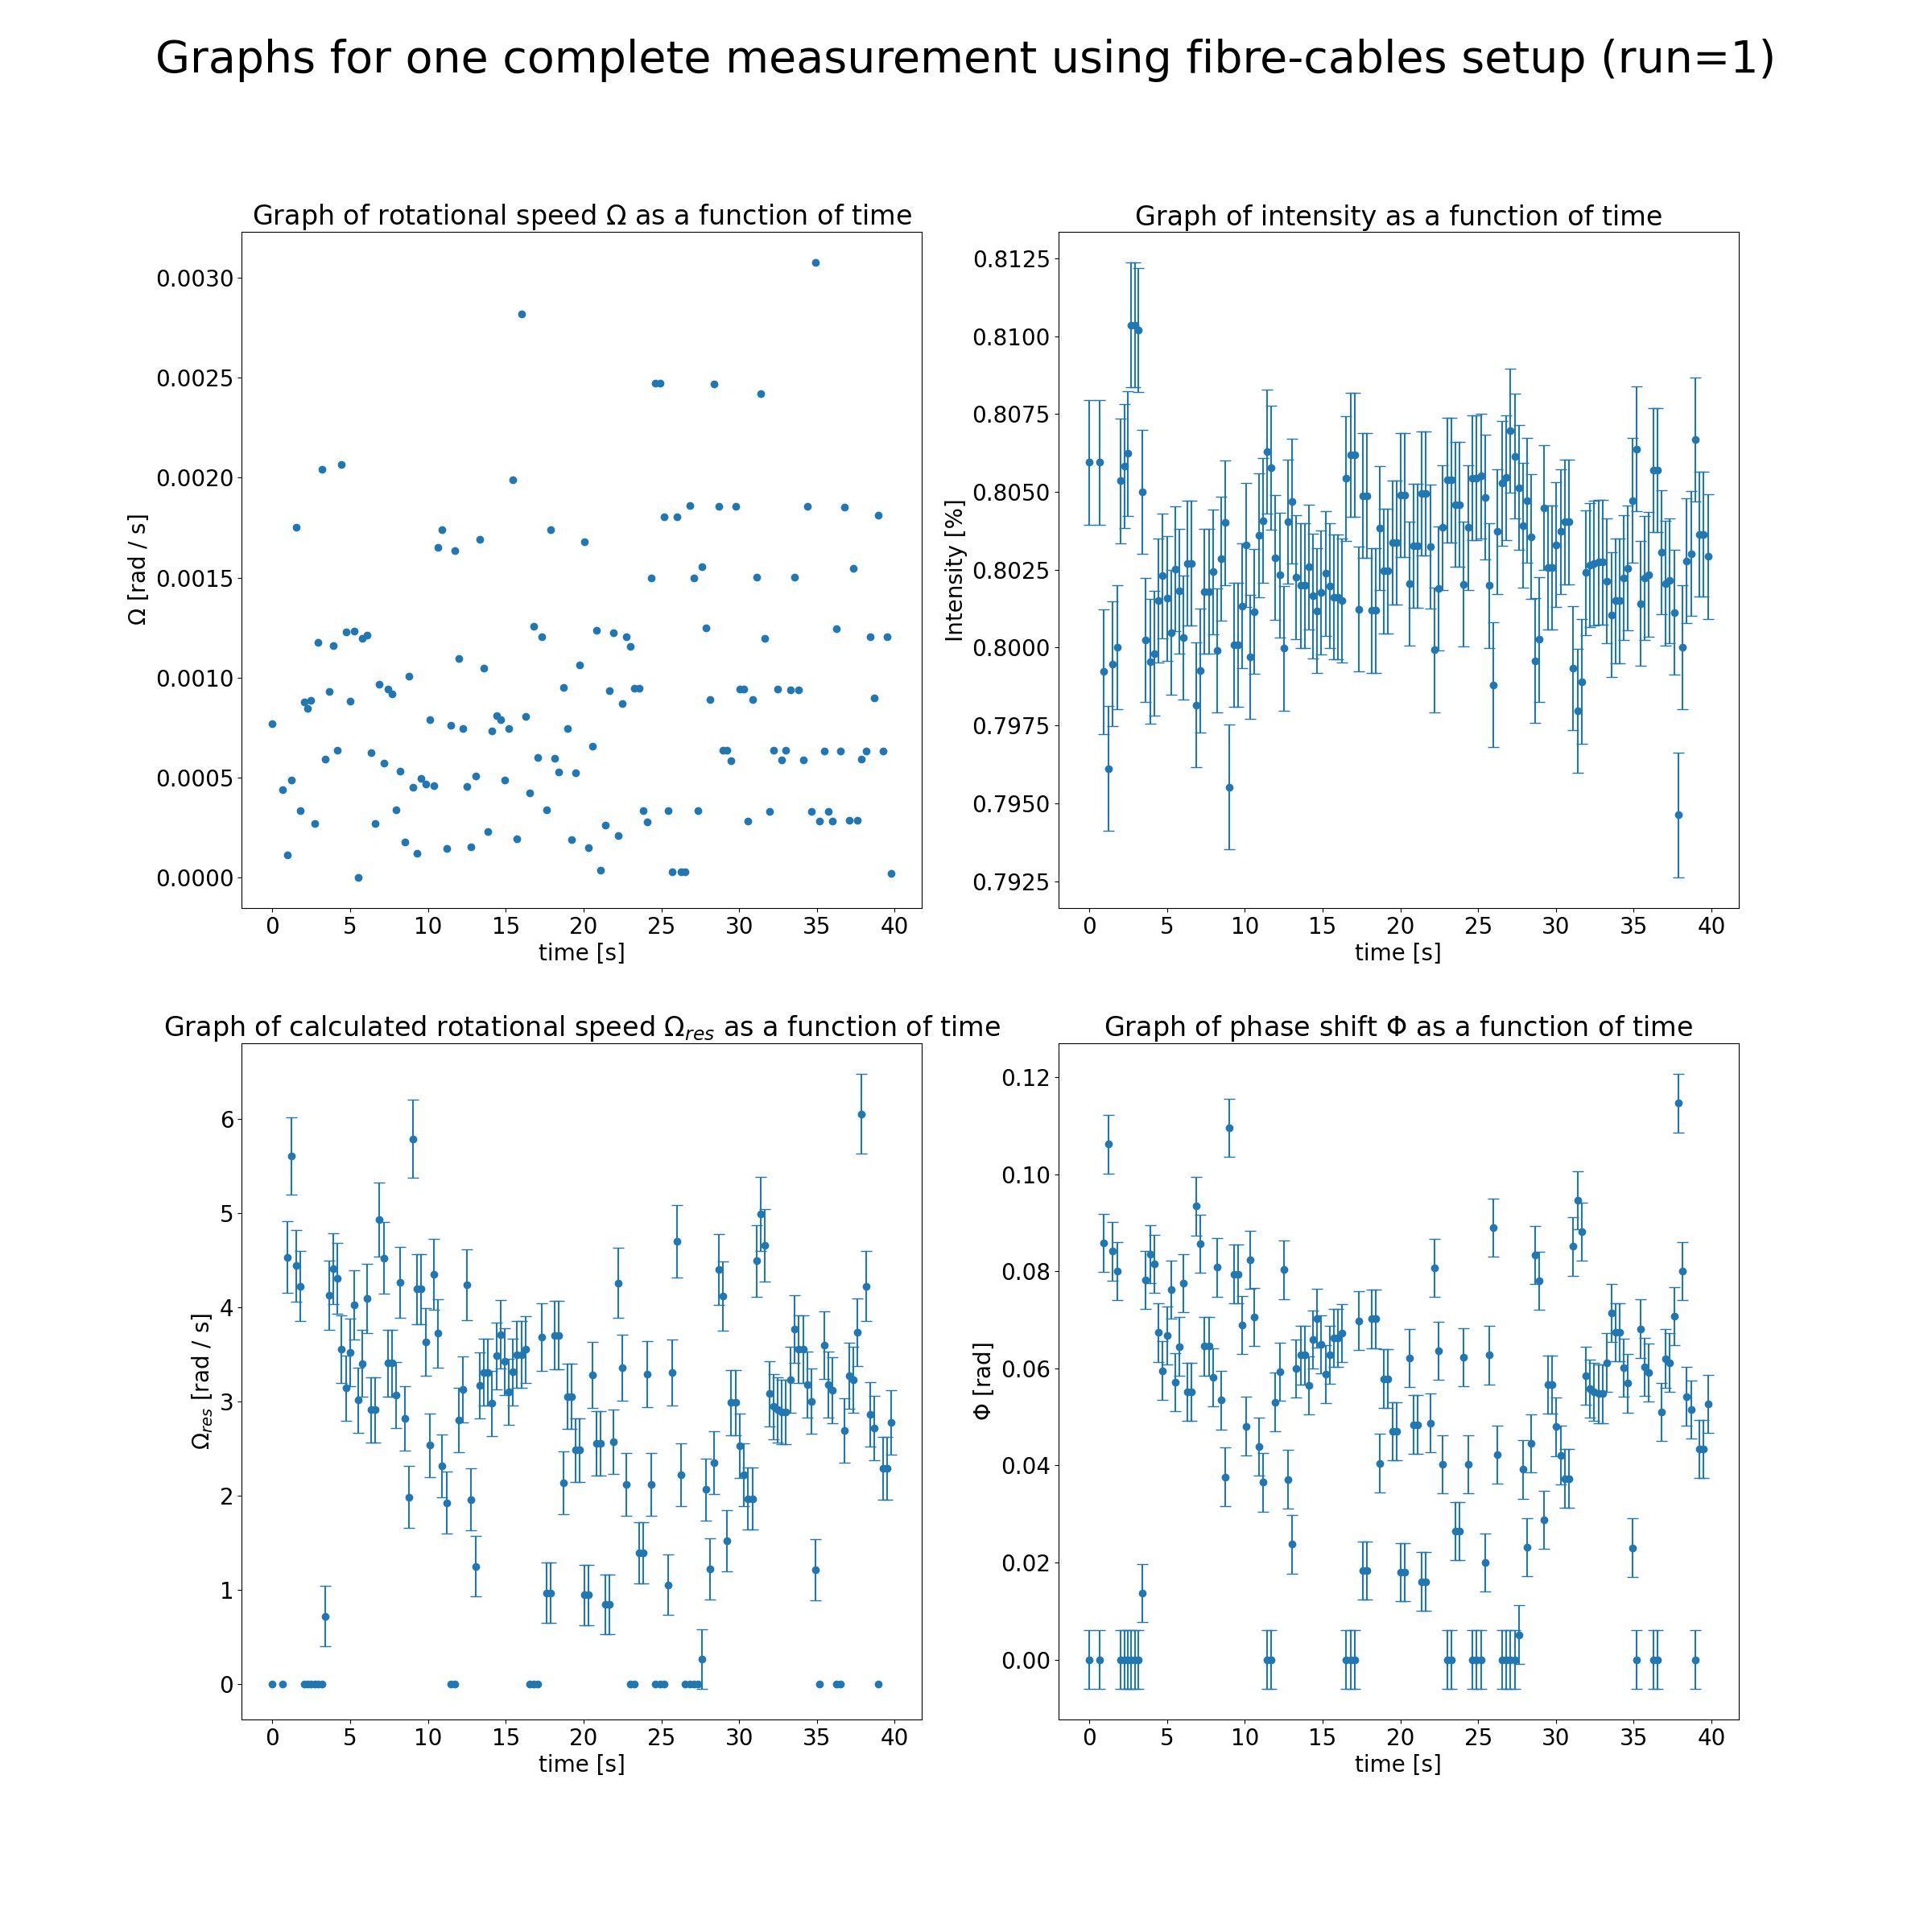 Graphs for one complete measurement using fibre-cables setup (run=1)
Graph of rotational speed Ω as a function of time
0.0030
0.0025
0.0020
0.0015
0.0010
0.0005
0.0000
Ω [rad / s]
0 5 10 15 20 25 30 35 40
time [s]
Graph of intensity as a function of time
0.8125
0.8100
0.8075
0.8050
0.8025
0.8000
0.7975
0.7950
0.7925
Intensity [%]
0 5 10 15 20 25 30 35 40
time [s]
Graph of calculated rotational speed Ωres as a function of time
6
5
4
3
2
1
0
Ωres [rad / s]
0 5 10 15 20 25 30 35 40
time [s]
Graph of phase shift Φ as a function of time
0.12
0.10
0.08
0.06
0.04
0.02
0.00
Φ [rad]
0 5 10 15 20 25 30 35 40
time [s]